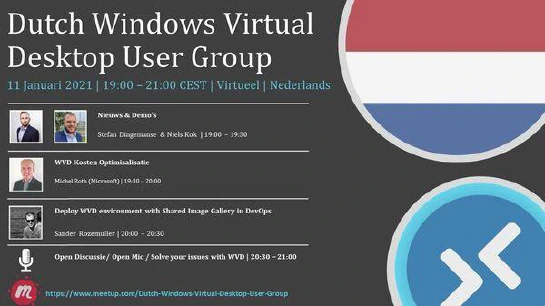 Dutch Windows Virtual
Desktop User Group
11 Januari 2021 | 19:00 – 21:00 CEST | Virtueel | Nederlands
Nieuws & Demo's
Stefan Dingemanse & Niels Kok | 19:00 – 19:30
WVD Kosten Optimalisatie
Michel Roth (Microsoft) | 19:30 – 20:00
Deploy WVD environment with Shared Image Gallery in DevOps
Sander Rozemuller | 20:00 – 20:30
Open Discussie/ Open Mic / Solve your issues with WVD | 20:30 – 21:00
m
https://www.meetup.com/Dutch-Windows-Virtual-Desktop-User-Group